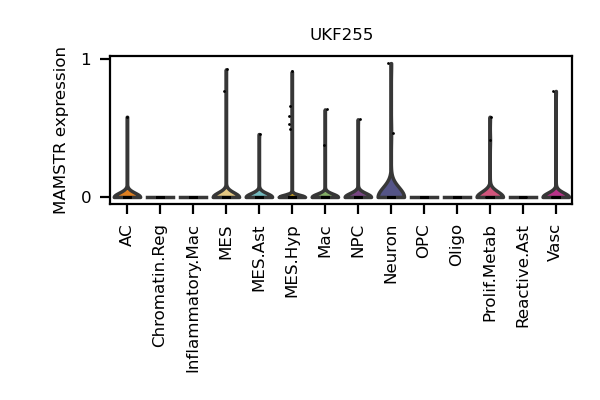 UKF255
MAMSTR expression
1
0
AC
Chromatin.Reg
Inflammatory.Mac
MES
MES.Ast
MES.Hyp
Mac
NPC
Neuron
OPC
Oligo
Prolif.Metab
Reactive.Ast
Vasc